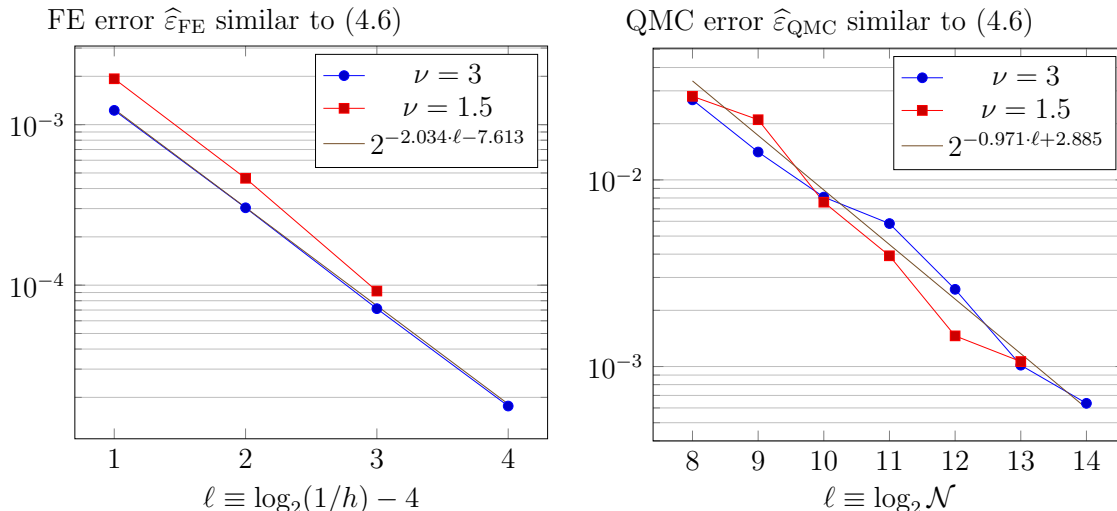 FE error ε̂_FE similar to (4.6)
ν = 3
ν = 1.5
2^{−2.034·ℓ−7.613}
10^{−3}
10^{−4}
1 2 3 4
ℓ ≡ log₂(1/h) − 4
QMC error ε̂_QMC similar to (4.6)
ν = 3
ν = 1.5
2^{−0.971·ℓ+2.885}
10^{−2}
10^{−3}
8 9 10 11 12 13 14
ℓ ≡ log₂ 𝒩